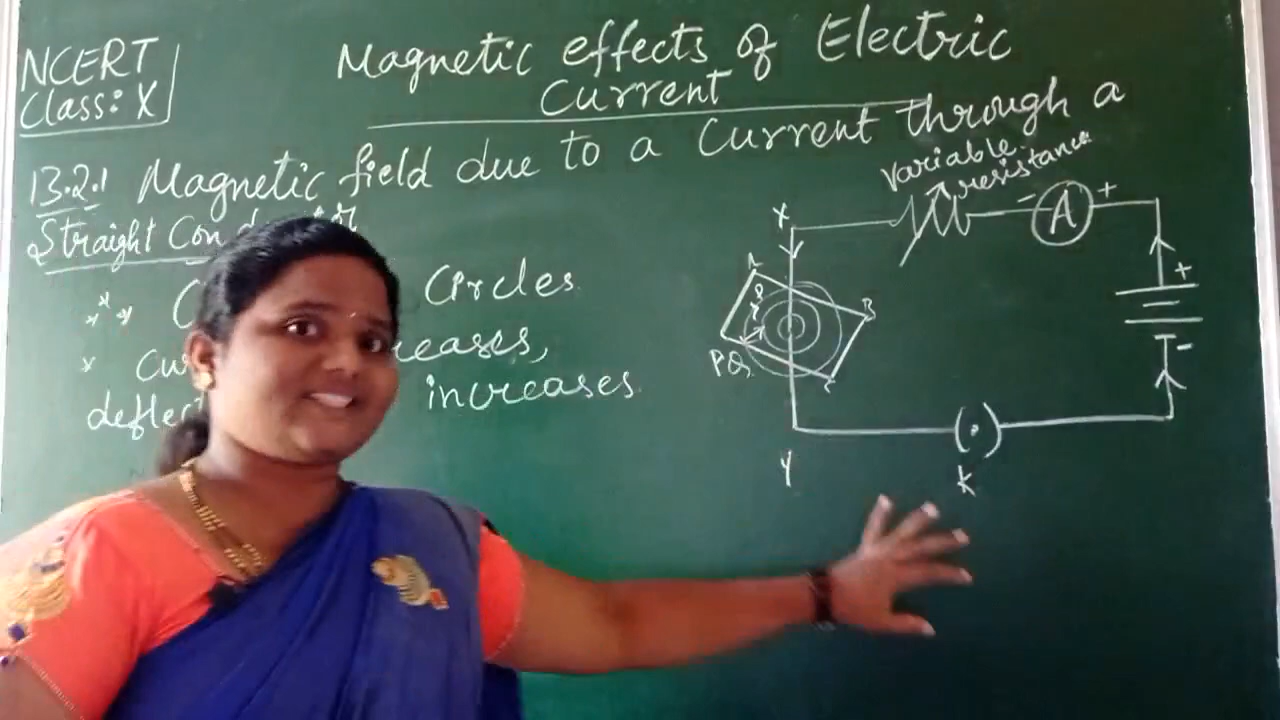 NCERT
Class: X
Magnetic effects of Electric
Current
13.2.1 Magnetic field due to a Current through a
Straight
Circles
increases
Variable
resistance
- A +
X
A
P
B
PQ
C
+
-
Y
K